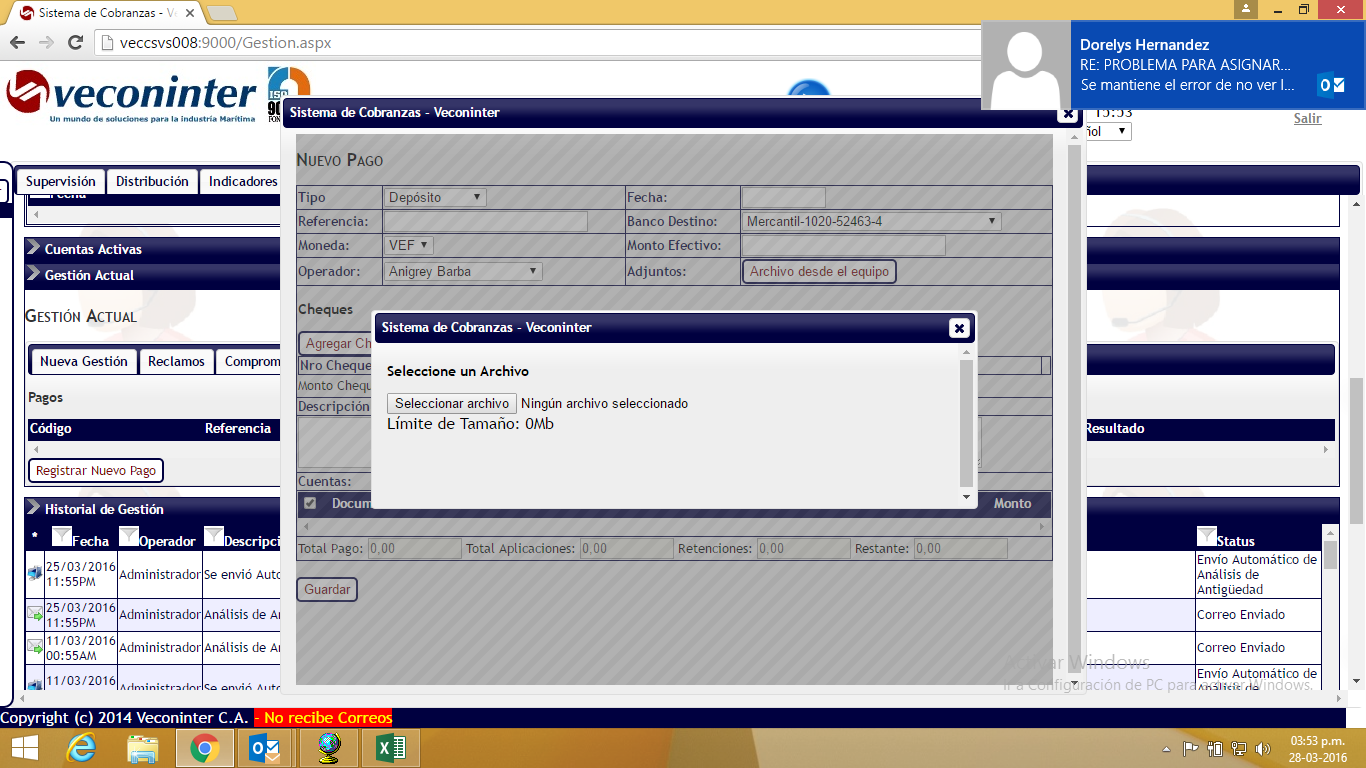 Sistema de Cobranzas - Ve
veccsvs008:9000/Gestion.aspx
Dorelys Hernandez
RE: PROBLEMA PARA ASIGNAR...
Se mantiene el error de no ver l...
veconinter
Un mundo de soluciones para la industria Marítima
ISO
15:53
ñol
Salir
Sistema de Cobranzas - Veconinter
Supervisión Distribución Indicadores
Fecha
Cuentas Activas
Gestión Actual
GESTIÓN ACTUAL
Nueva Gestión Reclamos Comprom
Pagos
Código Referencia Resultado
Registrar Nuevo Pago
NUEVO PAGO
Tipo Depósito Fecha:
Referencia: Banco Destino: Mercantil-1020-52463-4
Moneda: VEF Monto Efectivo:
Operador: Anigrey Barba Adjuntos: Archivo desde el equipo
Cheques
Agregar Ch
Nro Cheque
Monto Chequ
Descripción
Cuentas:
Docum Monto
Total Pago: 0,00 Total Aplicaciones: 0.00 Retenciones: 0.00 Restante: 0,00
Guardar
Sistema de Cobranzas - Veconinter
Seleccione un Archivo
Seleccionar archivo Ningún archivo seleccionado
Límite de Tamaño: 0Mb
Historial de Gestión
* Fecha Operador Descripci Status
25/03/2016 11:55PM Administrador Se envió Auto Envío Automático de Análisis de Antigüedad
25/03/2016 11:55PM Administrador Análisis de An Correo Enviado
11/03/2016 00:55AM Administrador Análisis de An Correo Enviado
11/03/2016 Administrador Se envió Auto Envío Automático de Análisis de
Activar Windows
Ir a Configuración de PC para activar Windows.
Copyright (c) 2014 Veconinter C.A. - No recibe Correos
03:53 p.m.
28-03-2016